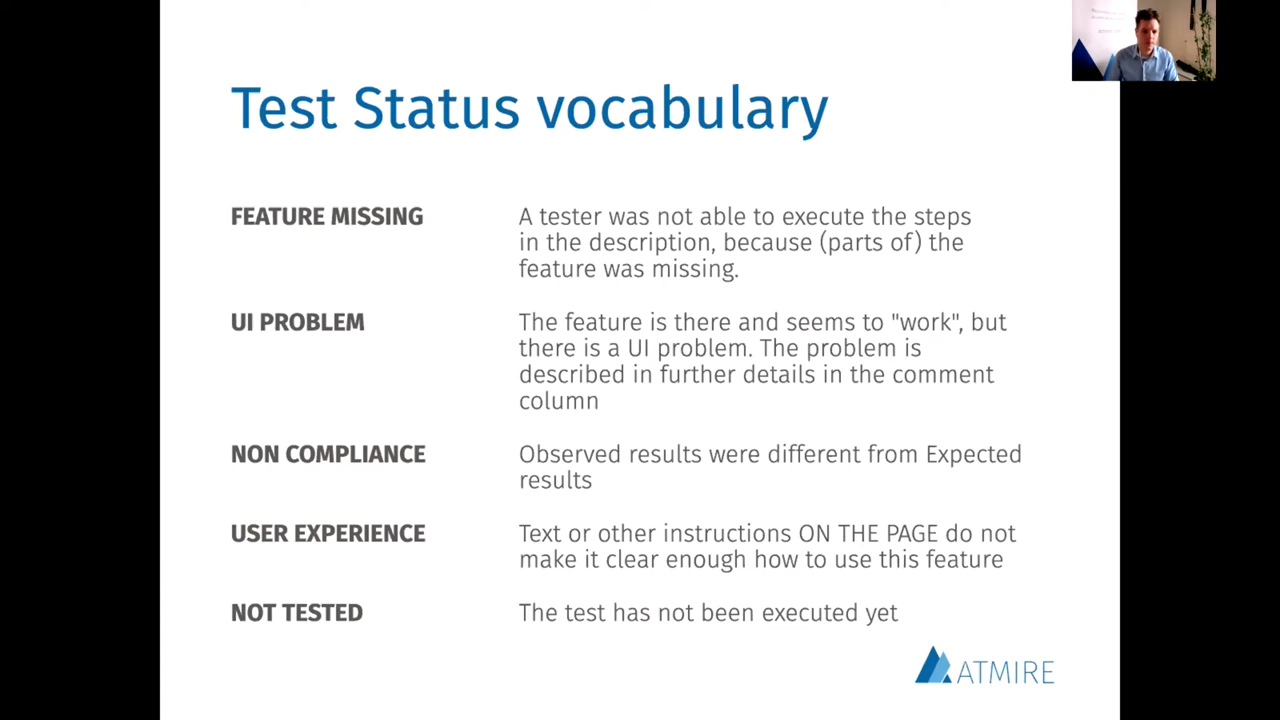 Test Status vocabulary
FEATURE MISSING
A tester was not able to execute the steps
in the description, because (parts of) the
feature was missing.
UI PROBLEM
The feature is there and seems to "work", but
there is a UI problem. The problem is
described in further details in the comment
column
NON COMPLIANCE
Observed results were different from Expected
results
USER EXPERIENCE
Text or other instructions ON THE PAGE do not
make it clear enough how to use this feature
NOT TESTED
The test has not been executed yet
ATMIRE